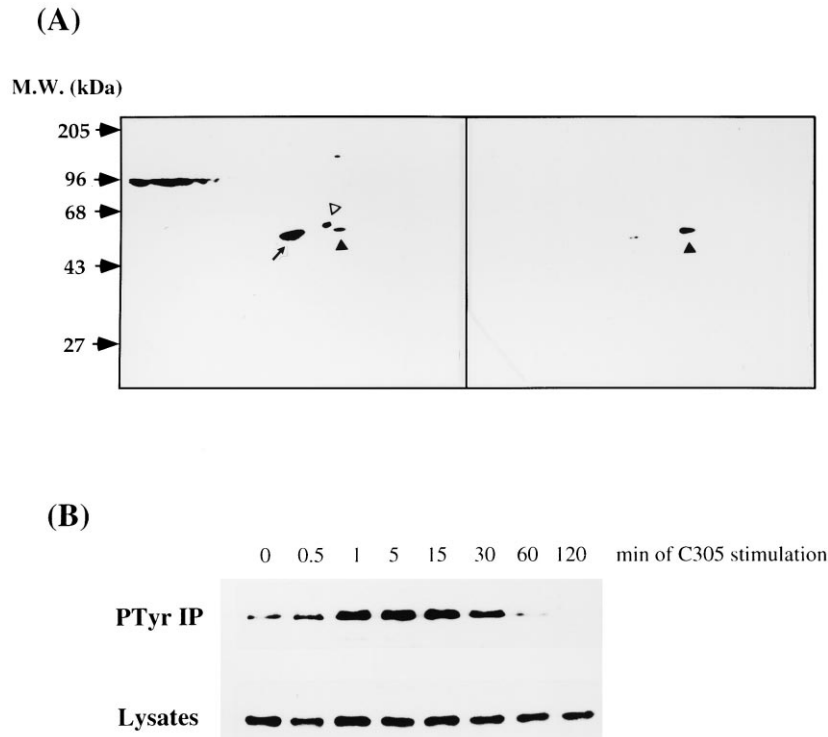 (A)
M.W. (kDa)
205
96
68
43
27
(B)
0 0.5 1 5 15 30 60 120 min of C305 stimulation
PTyr IP
Lysates